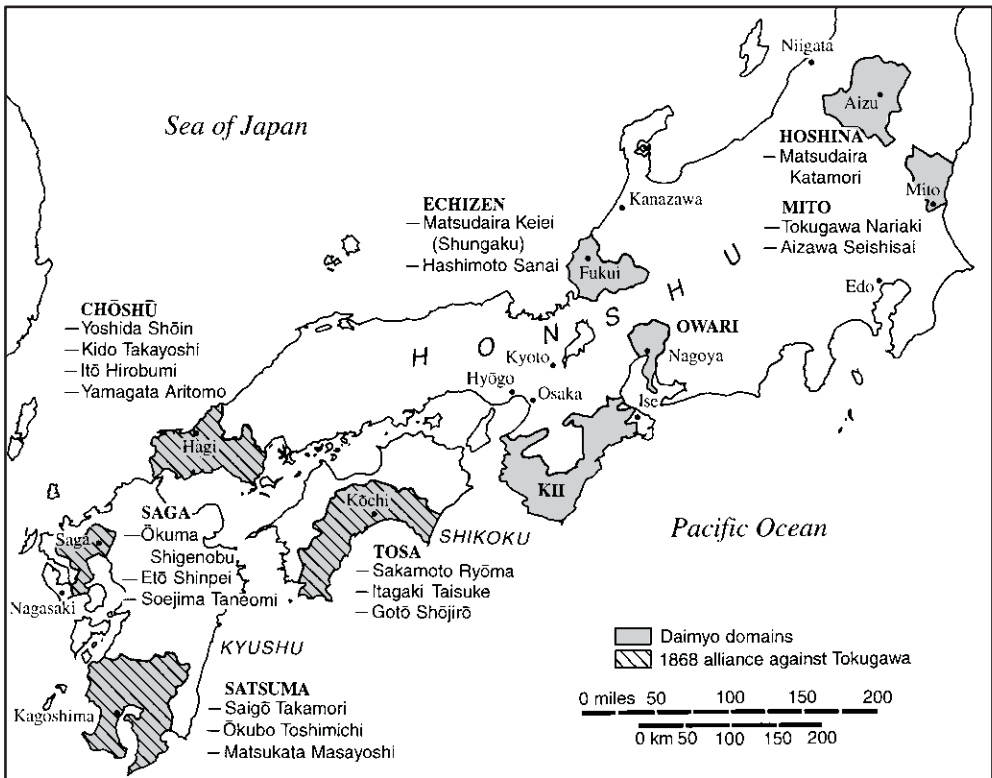 Niigata
Aizu
Sea of Japan
HOSHINA
– Matsudaira
Katamori
Mito
MITO
– Tokugawa Nariaki
– Aizawa Seishisai
Kanazawa
ECHIZEN
– Matsudaira Keiei
(Shungaku)
– Hashimoto Sanai
Fukui
Edo
HONSHU
CHŌSHŪ
– Yoshida Shōin
– Kido Takayoshi
– Itō Hirobumi
– Yamagata Aritomo
OWARI
Nagoya
Kyoto
Hyōgo
Osaka
Ise
Hagi
KII
Pacific Ocean
SAGA
– Ōkuma
Shigenobu
– Etō Shinpei
– Soejima Taneomi
Saga
Nagasaki
Kōchi
SHIKOKU
TOSA
– Sakamoto Ryōma
– Itagaki Taisuke
– Gotō Shōjirō
KYUSHU
SATSUMA
– Saigō Takamori
– Ōkubo Toshimichi
– Matsukata Masayoshi
Kagoshima
Daimyo domains
1868 alliance against Tokugawa
0 miles 50 100 150 200
0 km 50 100 150 200